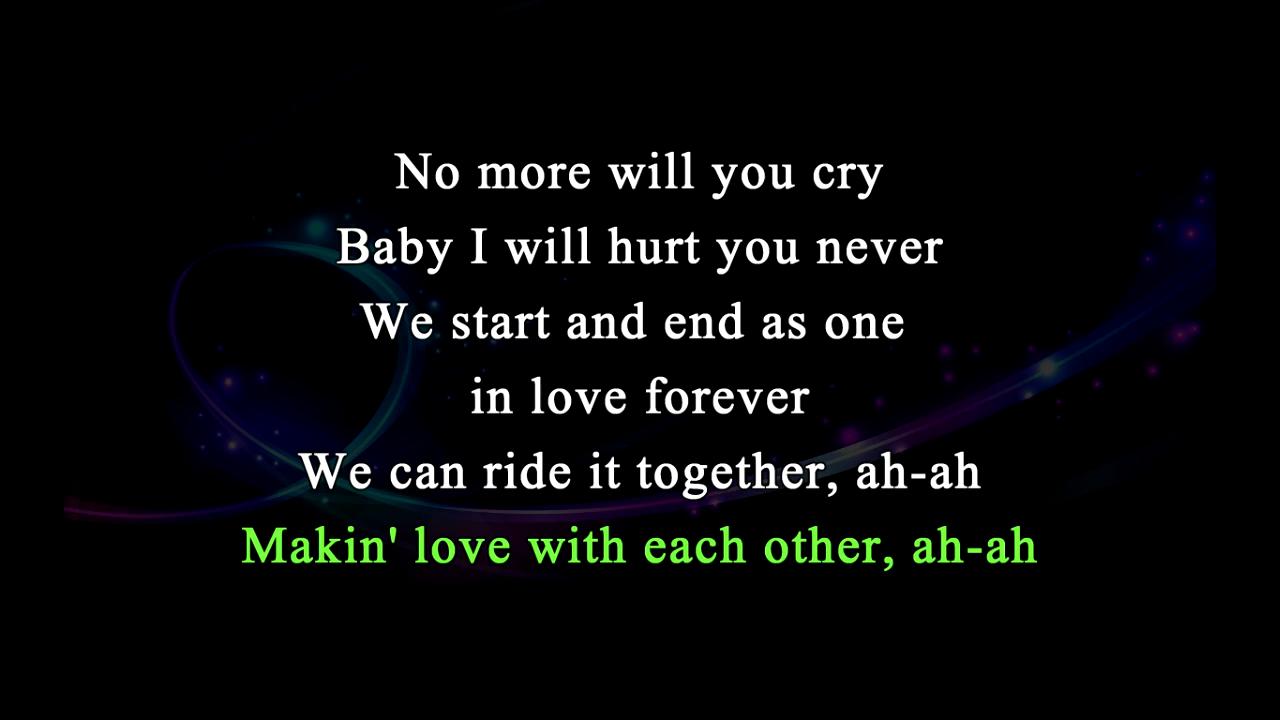 No more will you cry
Baby I will hurt you never
We start and end as one
in love forever
We can ride it together, ah-ah
Makin' love with each other, ah-ah